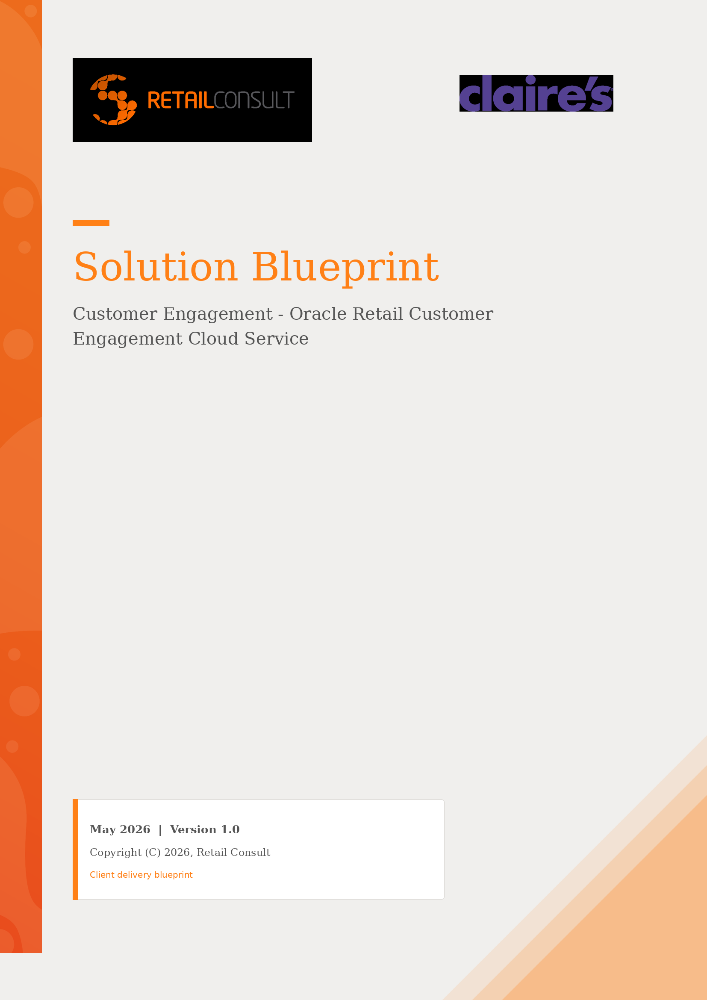 RETAILCONSULT
claire's
Solution Blueprint
Customer Engagement - Oracle Retail Customer
Engagement Cloud Service
May 2026 | Version 1.0
Copyright (C) 2026, Retail Consult
Client delivery blueprint